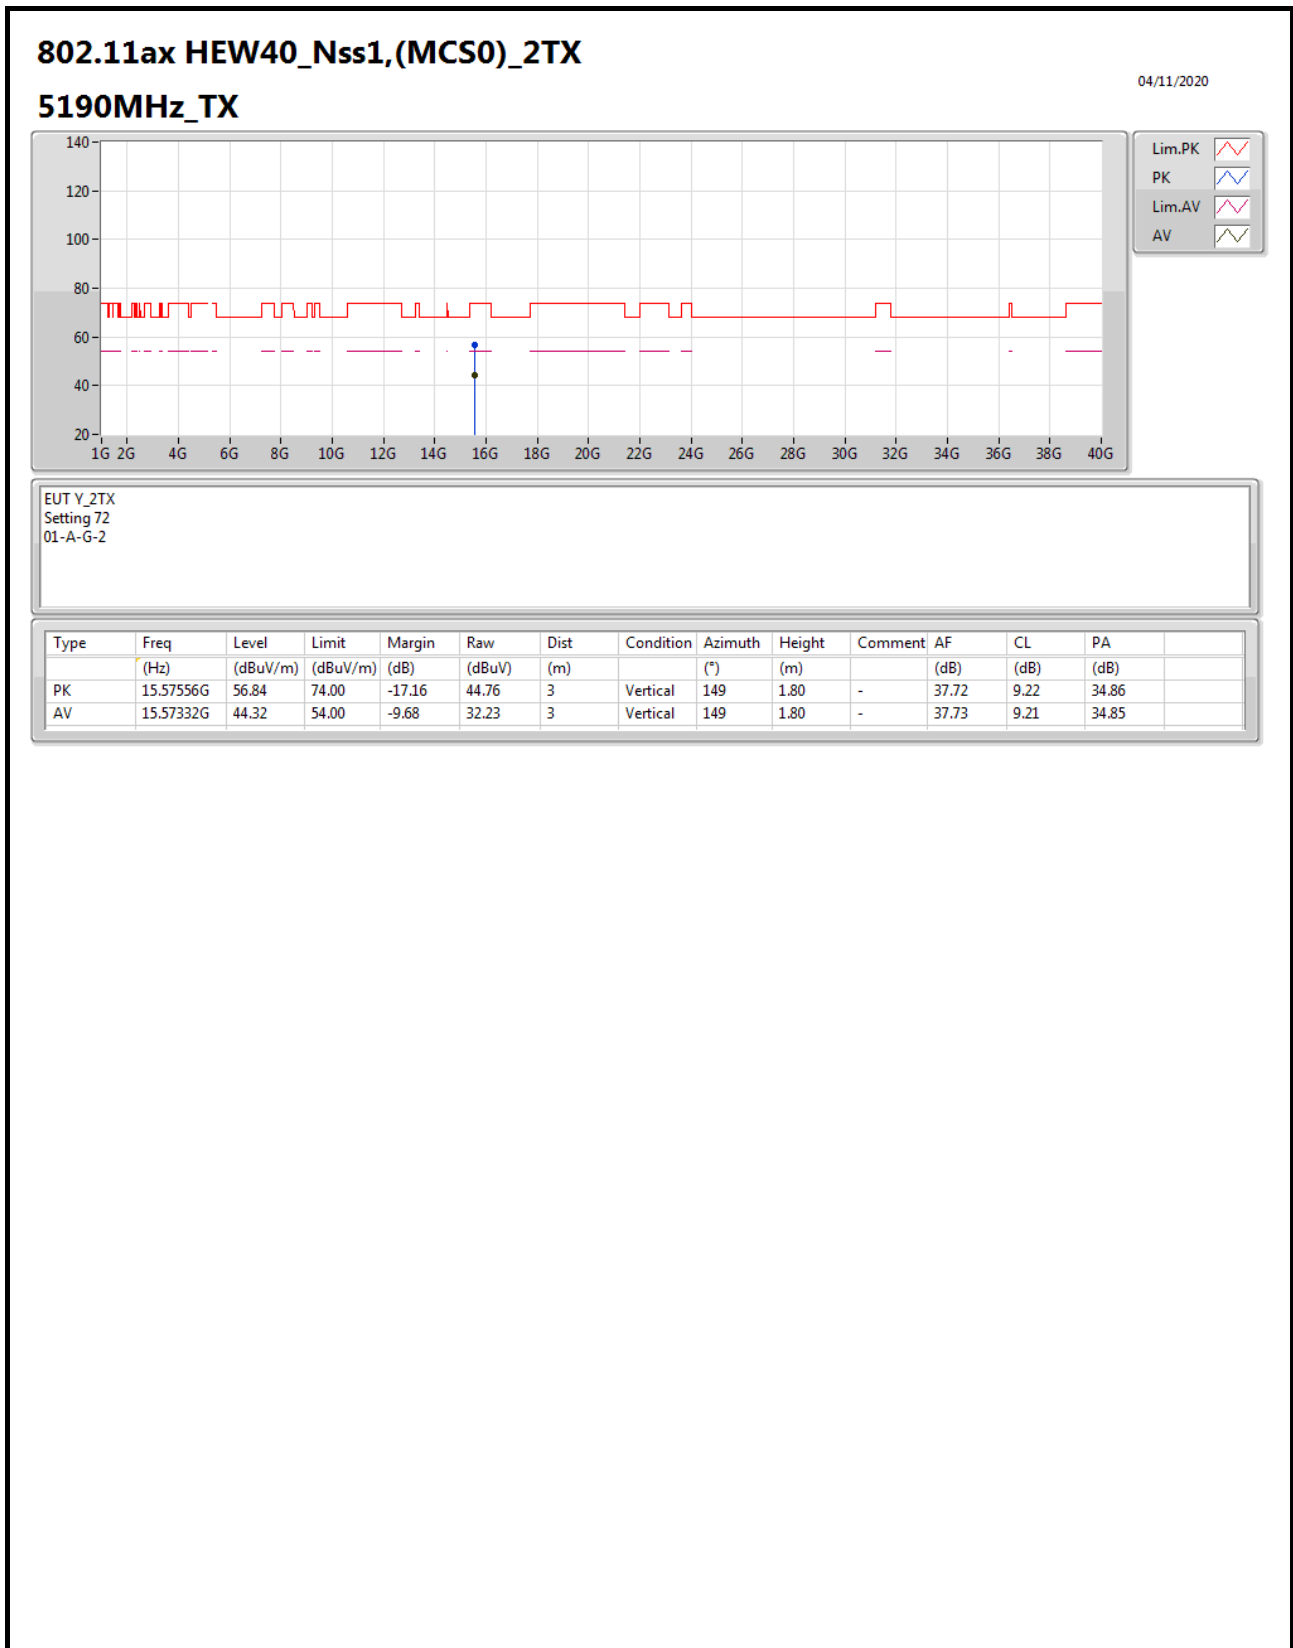 802.11ax HEW40_Nss1,(MCS0)_2TX
04/11/2020
5190MHz_TX
140
120
100
80
60
40
20
1G 2G 4G 6G 8G 10G 12G 14G 16G 18G 20G 22G 24G 26G 28G 30G 32G 34G 36G 38G 40G
Lim.PK
PK
Lim.AV
AV
EUT Y_2TX
Setting 72
01-A-G-2
Type Freq Level Limit Margin Raw Dist Condition Azimuth Height Comment AF CL PA
(Hz) (dBuV/m) (dBuV/m) (dB) (dBuV) (m) (°) (m) (dB) (dB) (dB)
PK 15.57556G 56.84 74.00 -17.16 44.76 3 Vertical 149 1.80 - 37.72 9.22 34.86
AV 15.57332G 44.32 54.00 -9.68 32.23 3 Vertical 149 1.80 - 37.73 9.21 34.85